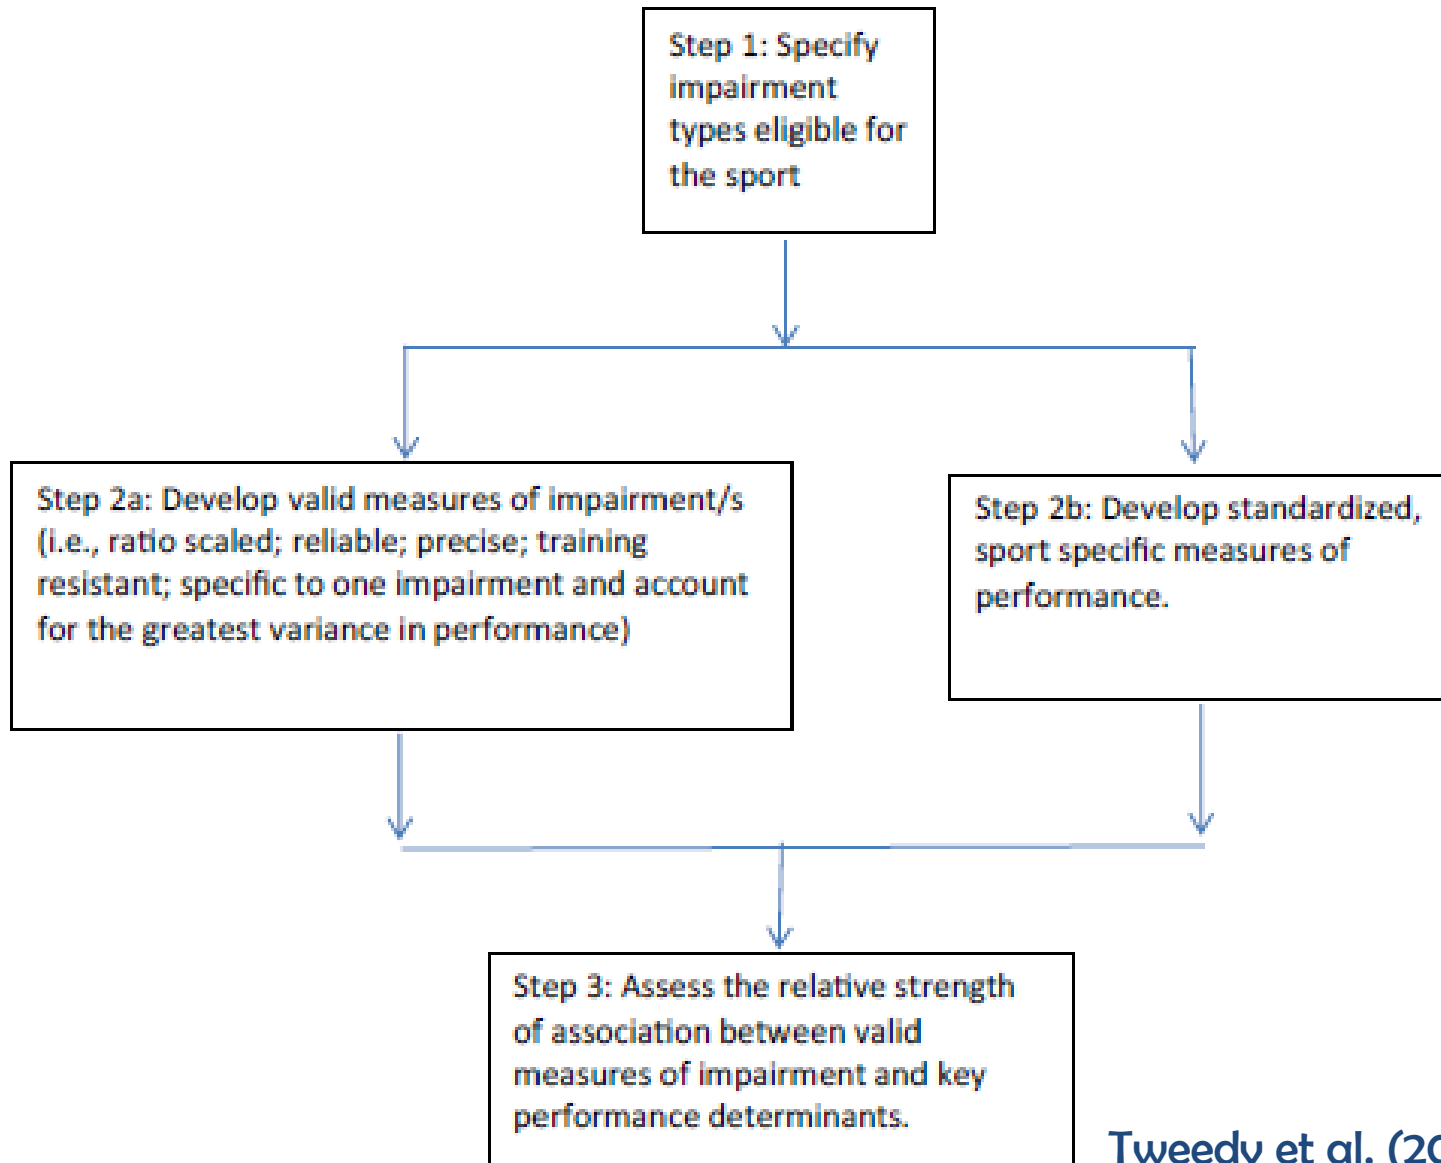 Step 1: Specify
impairment
types eligible for
the sport
Step 2a: Develop valid measures of impairment/s
(i.e., ratio scaled; reliable; precise; training
resistant; specific to one impairment and account
for the greatest variance in performance)
Step 2b: Develop standardized,
sport specific measures of
performance.
Step 3: Assess the relative strength
of association between valid
measures of impairment and key
performance determinants.
Tweedy et al.